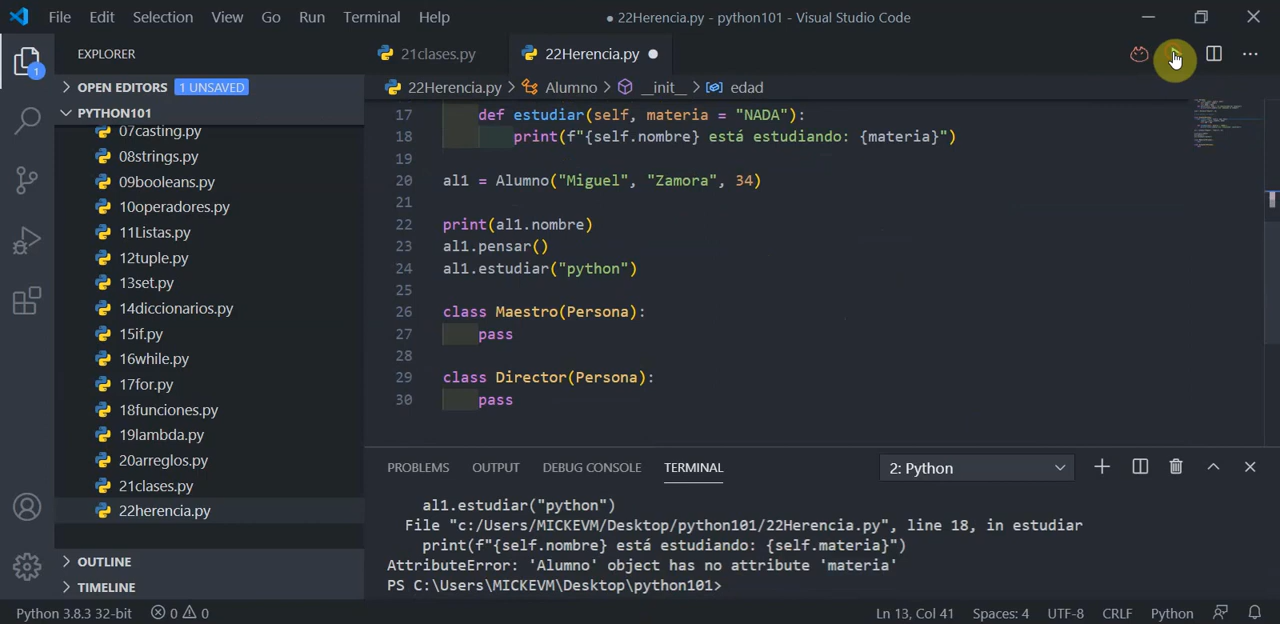 File Edit Selection View Go Run Terminal Help
● 22Herencia.py - python101 - Visual Studio Code
EXPLORER
1
OPEN EDITORS 1 UNSAVED
PYTHON101
07casting.py
08strings.py
09booleans.py
10operadores.py
11Listas.py
12tuple.py
13set.py
14diccionarios.py
15if.py
16while.py
17for.py
18funciones.py
19lambda.py
20arreglos.py
21clases.py
22herencia.py
OUTLINE
TIMELINE
21clases.py 22Herencia.py ●
22Herencia.py > Alumno > __init__ > edad
17 def estudiar(self, materia = "NADA"):
18 print(f"{self.nombre} está estudiando: {materia}")
19
20 al1 = Alumno("Miguel", "Zamora", 34)
21
22 print(al1.nombre)
23 al1.pensar()
24 al1.estudiar("python")
25
26 class Maestro(Persona):
27 pass
28
29 class Director(Persona):
30 pass
PROBLEMS OUTPUT DEBUG CONSOLE TERMINAL 2: Python
al1.estudiar("python")
File "c:/Users/MICKEVM/Desktop/python101/22Herencia.py", line 18, in estudiar
print(f"{self.nombre} está estudiando: {self.materia}")
AttributeError: 'Alumno' object has no attribute 'materia'
PS C:\Users\MICKEVM\Desktop\python101>
Python 3.8.3 32-bit 0 0 Ln 13, Col 41 Spaces: 4 UTF-8 CRLF Python